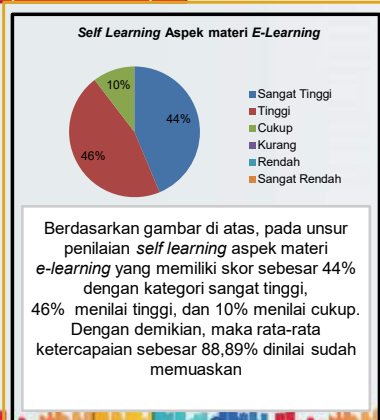 Self Learning Aspek materi E-Learning
10%
44%
46%
Sangat Tinggi
Tinggi
Cukup
Kurang
Rendah
Sangat Rendah
Berdasarkan gambar di atas, pada unsur
penilaian self learning aspek materi
e-learning yang memiliki skor sebesar 44%
dengan kategori sangat tinggi,
46% menilai tinggi, dan 10% menilai cukup.
Dengan demikian, maka rata-rata
ketercapaian sebesar 88,89% dinilai sudah
memuaskan